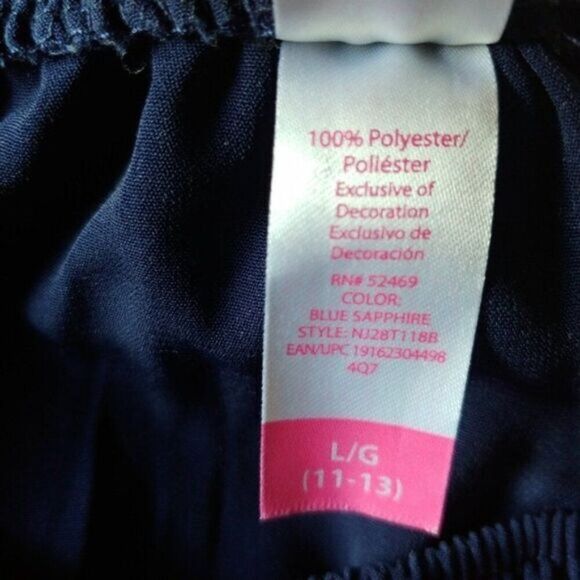 100% Polyester/
Poliéster
Exclusive of
Decoration
Exclusivo de
Decoración
RN# 52469
COLOR:
BLUE SAPPHIRE
STYLE: NJ28T118B
EAN/UPC 19162304498
4Q7
L/G
(11-13)